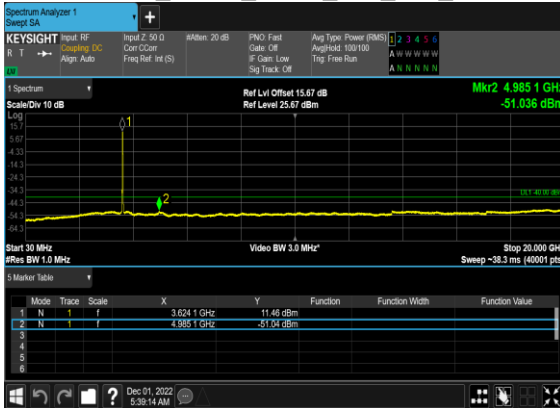 Spectrum Analyzer 1
Swept SA
+
KEYSIGHT Input: RF Input Z: 50 Ω #Atten: 20 dB PNO: Fast Avg Type: Power (RMS) 1 2 3 4 5 6
R T Coupling: DC Corr CCorr Gate: Off Avg|Hold: 100/100 A W W W W W
Align: Auto Freq Ref: Int (S) IF Gain: Low Trig: Free Run
Sig Track: Off A N N N N N
1 Spectrum
Ref Lvl Offset 15.67 dB Mkr2 4.985 1 GHz
Scale/Div 10 dB Ref Level 25.67 dBm -51.036 dBm
Log
15.7
5.67
-4.33
-14.3
-24.3
-34.3
-44.3
-54.3
-64.3
1
2
DL1 -40.00 dBm
Start 30 MHz Video BW 3.0 MHz* Stop 20.000 GHz
#Res BW 1.0 MHz Sweep ~38.3 ms (40001 pts)
5 Marker Table
Mode Trace Scale X Y Function Function Width Function Value
1 N 1 f 3.624 1 GHz 11.46 dBm
2 N 1 f 4.985 1 GHz -51.04 dBm
3
4
5
6
?
Dec 01, 2022
5:39:14 AM